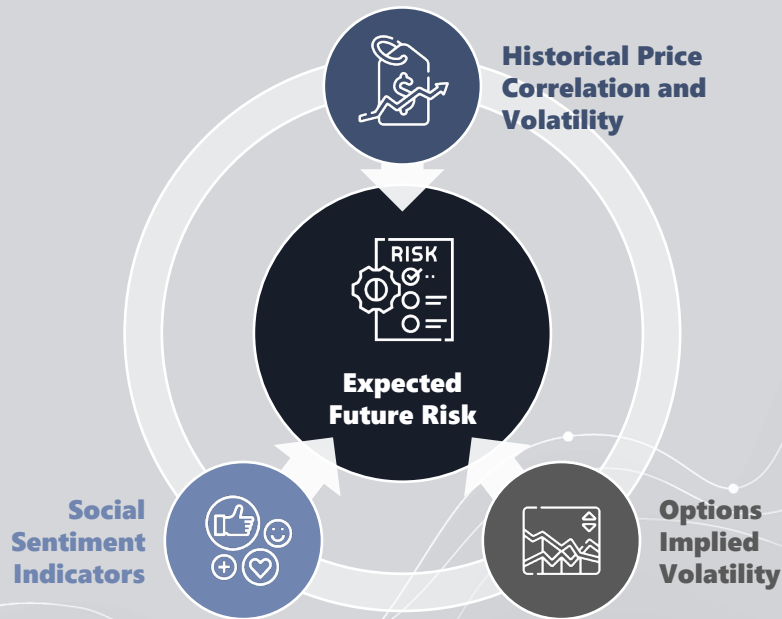 Historical Price
Correlation and
Volatility
RISK
Expected
Future Risk
Social
Sentiment
Indicators
Options
Implied
Volatility